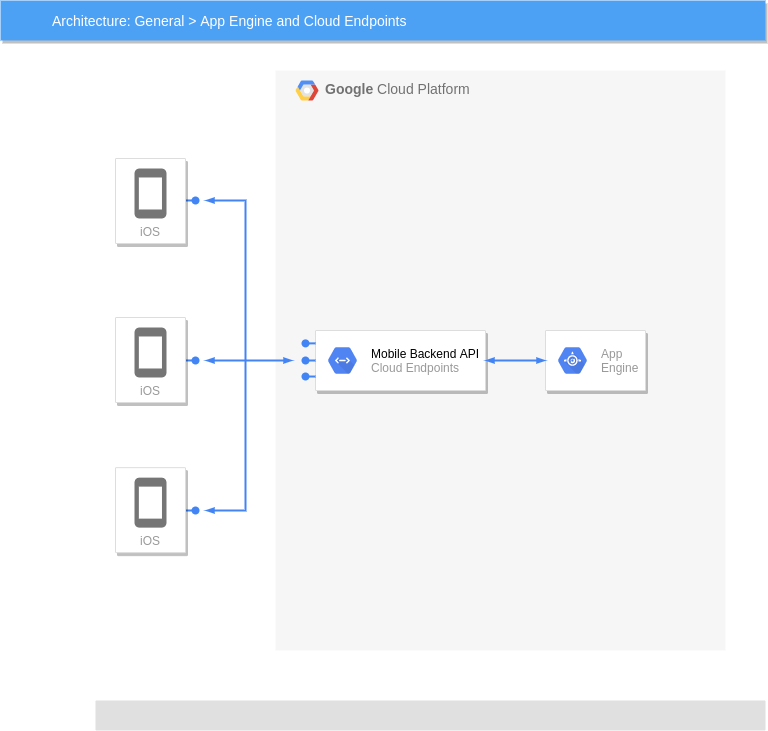 Architecture: General > App Engine and Cloud Endpoints
Google Cloud Platform
iOS
iOS
Mobile Backend API
Cloud Endpoints
App
Engine
iOS